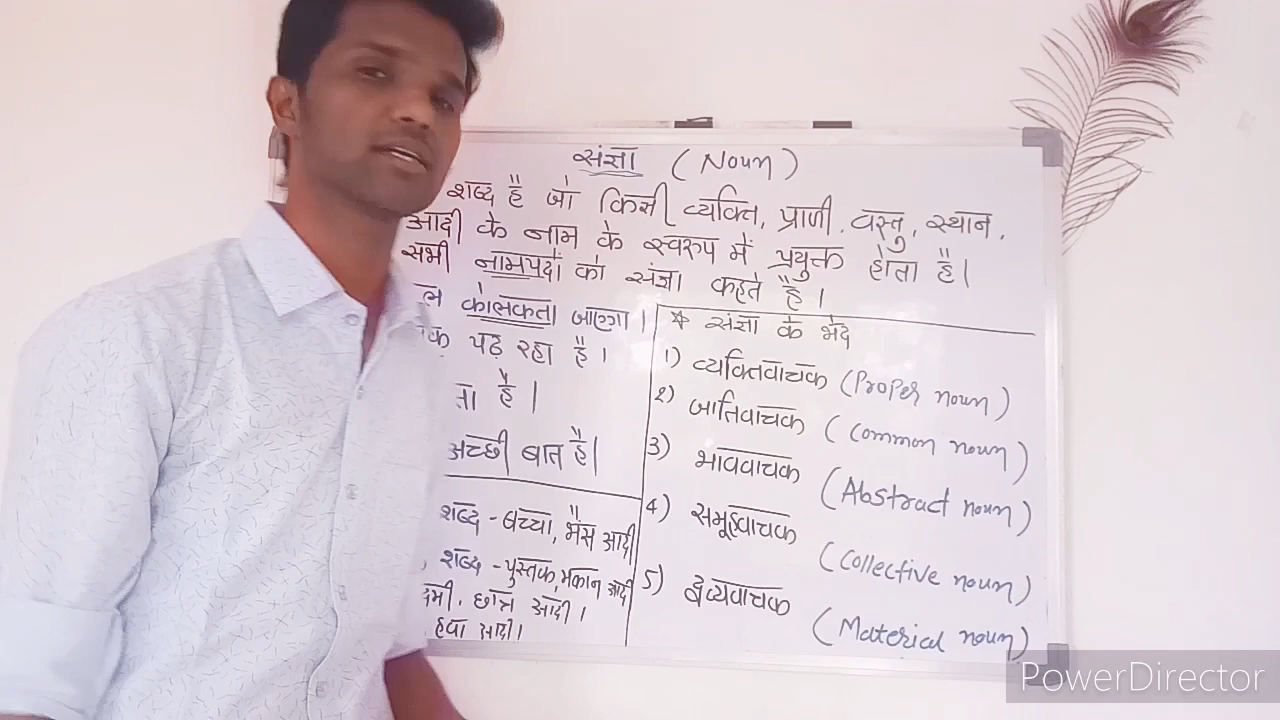 संज्ञा (Noun)
शब्द है जो किसी व्यक्ति, प्राणी, वस्तु, स्थान,
आदी के नाम के स्वरुप में प्रयुक्त होता है।
सभी नामपदों को संज्ञा कहते है।
कोलकता जाएगा।
पढ़ रहा है।
है।
अच्छी बात है।
शब्द - बच्चा, भैंस आदी
शब्द - पुस्तक, मकान आदी
छात्र आदी।
हवा आदी।
* संज्ञा के भेद
1) व्यक्तिवाचक (Proper noun)
2) जातिवाचक (Common noun)
3) भाववाचक (Abstract noun)
4) समूहवाचक (Collective noun)
5) द्रव्यवाचक (Material noun)
PowerDirector